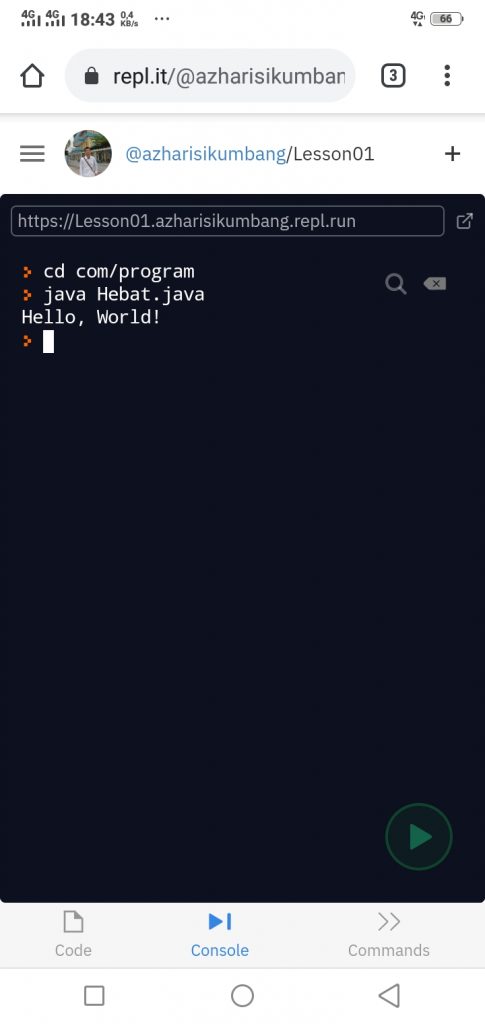 4G 4G 18:43 0,4 KB/s ... 4G 66
repl.it/@azharisikumban 3
@azharisikumbang/Lesson01 +
https://Lesson01.azharisikumbang.repl.run
> cd com/program
> java Hebat.java
Hello, World!
>
Code Console Commands